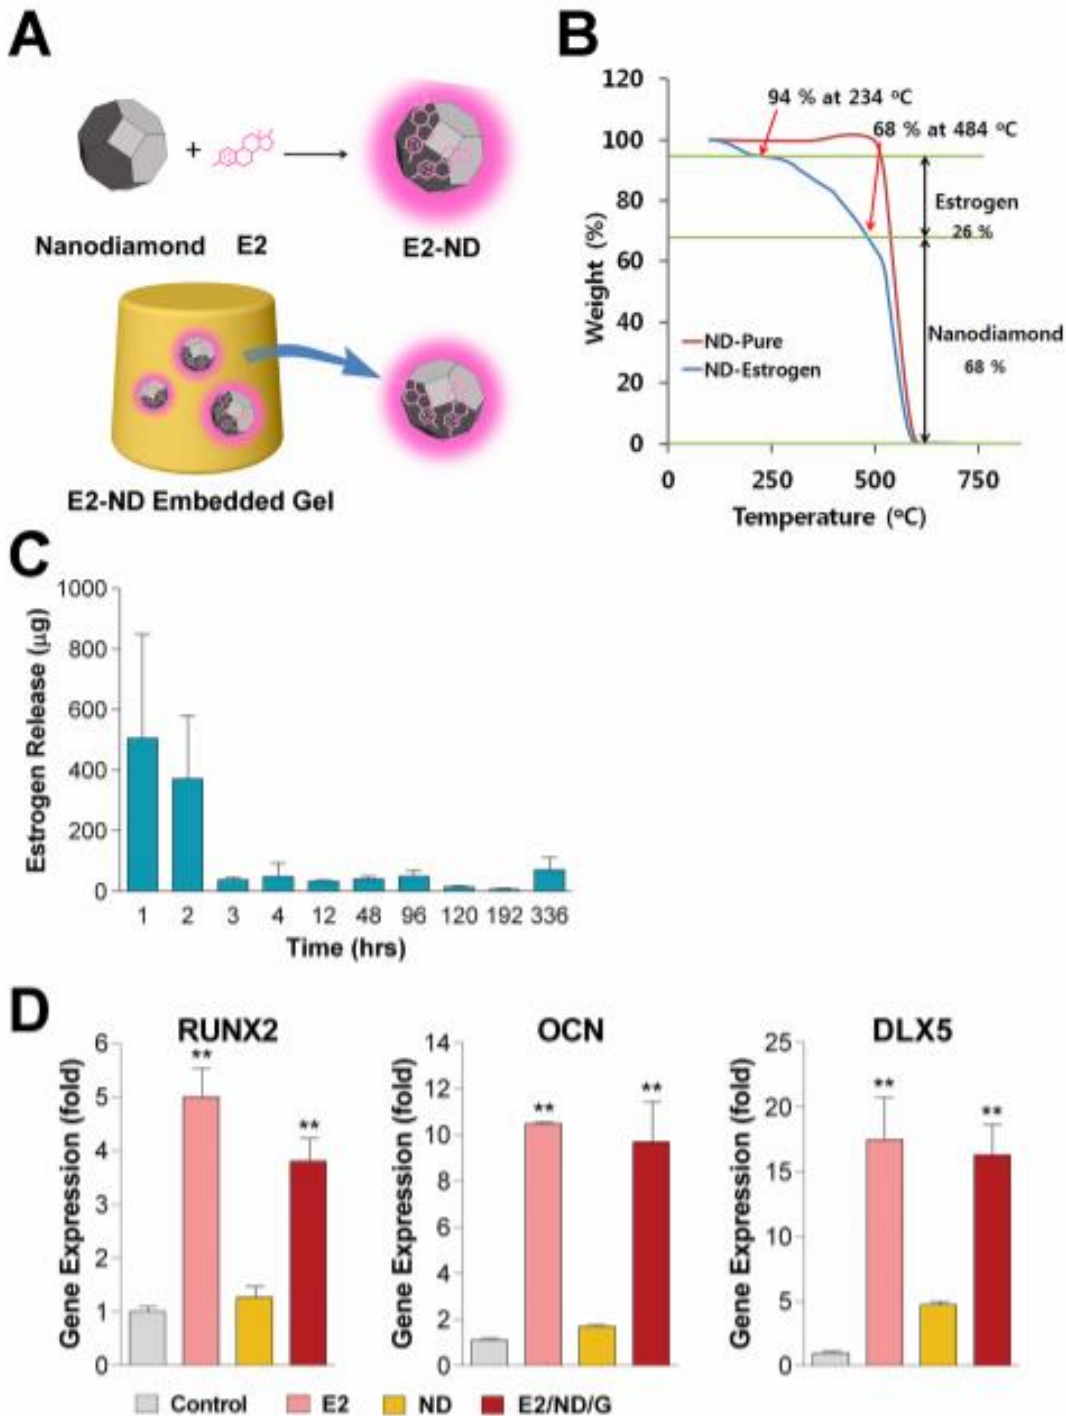 A
+
Nanodiamond E2 E2-ND
E2-ND Embedded Gel
B
120
100
80
60
40
20
0
Weight (%)
94 % at 234 °C
68 % at 484 °C
Estrogen
26 %
Nanodiamond
68 %
ND-Pure
ND-Estrogen
0 250 500 750
Temperature (°C)
C
1000
800
600
400
200
0
Estrogen Release (µg)
1 2 3 4 12 48 96 120 192 336
Time (hrs)
D
RUNX2
6
5
4
3
2
1
0
Gene Expression (fold)
**
**
OCN
14
12
10
8
6
4
2
0
Gene Expression (fold)
**
**
DLX5
25
20
15
10
5
0
Gene Expression (fold)
**
**
Control E2 ND E2/ND/G